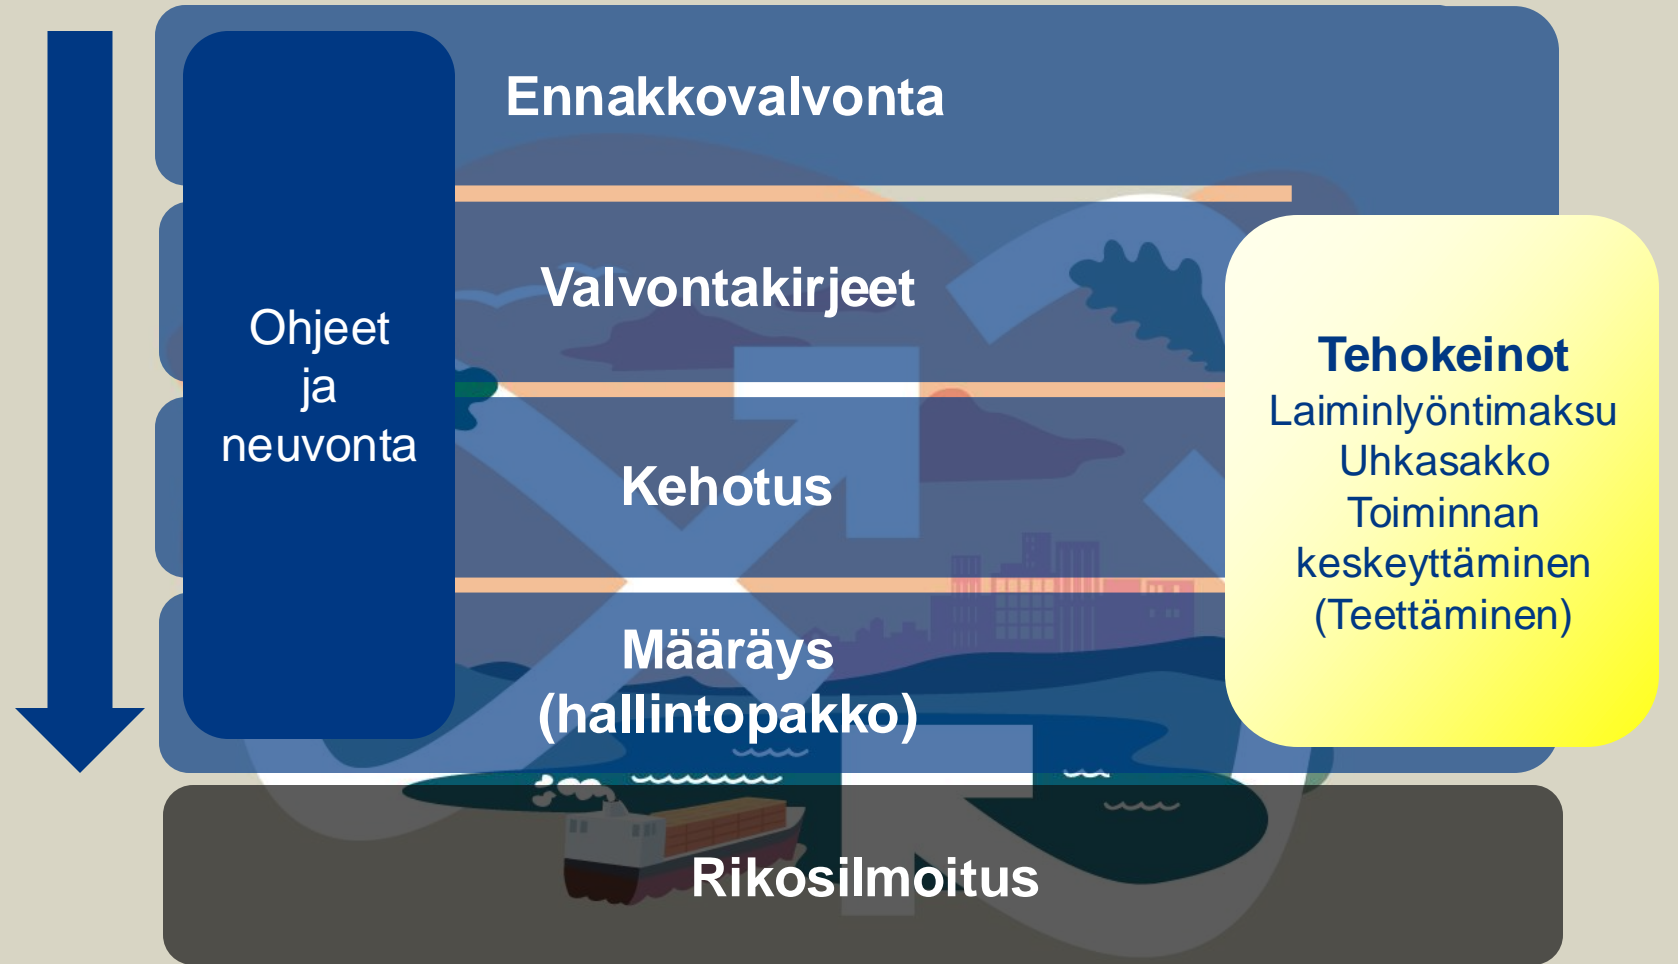 Ennakkovalvonta
Ohjeet
ja
neuvonta
Valvontakirjeet
Kehotus
Määräys
(hallintopakko)
Tehokeinot
Laiminlyöntimaksu
Uhkasakko
Toiminnan
keskeyttäminen
(Teettäminen)
Rikosilmoitus